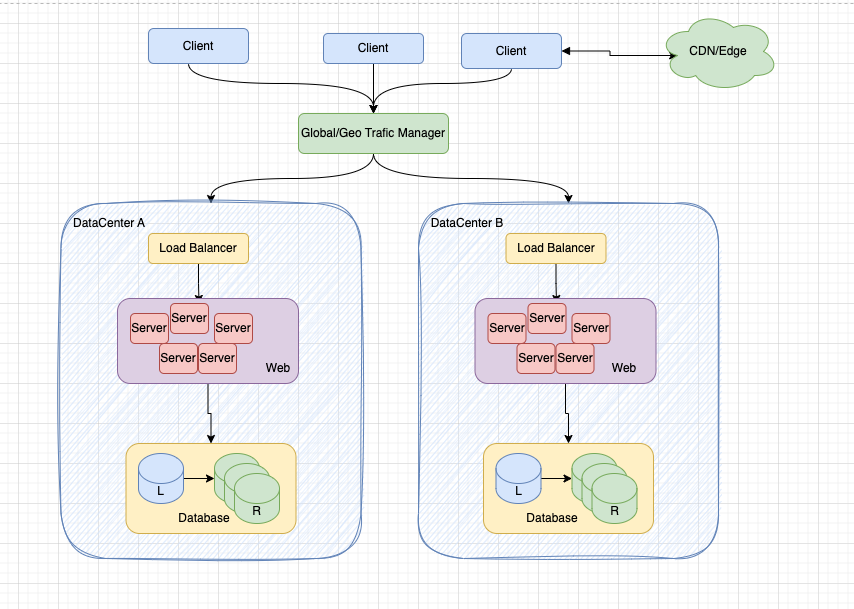 Client
Client
Client
CDN/Edge
Global/Geo Trafic Manager
DataCenter A
Load Balancer
Server
Server
Server
Server
Server
Web
L
R
Database
DataCenter B
Load Balancer
Server
Server
Server
Server
Server
Web
L
R
Database